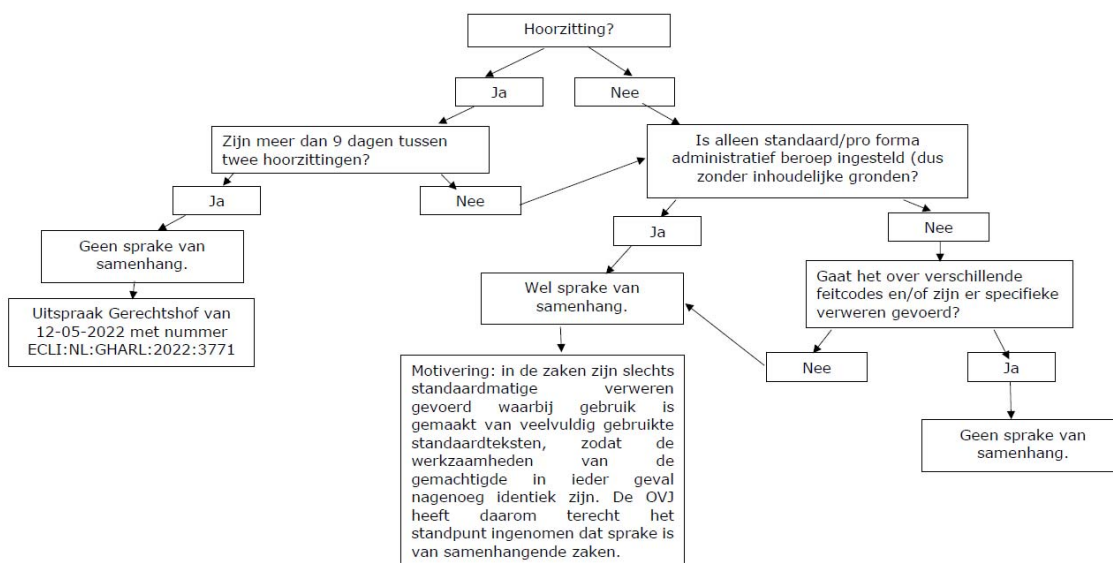 Hoorzitting?
Ja
Nee
Zijn meer dan 9 dagen tussen
twee hoorzittingen?
Is alleen standaard/pro forma
administratief beroep ingesteld (dus
zonder inhoudelijke gronden?
Ja
Nee
Ja
Nee
Geen sprake van
samenhang.
Wel sprake van
samenhang.
Gaat het over verschillende
feitcodes en/of zijn er specifieke
verweren gevoerd?
Uitspraak Gerechtshof van
12-05-2022 met nummer
ECLI:NL:GHARL:2022:3771
Nee
Ja
Motivering: in de zaken zijn slechts
standaardmatige verweren
gevoerd waarbij gebruik is
gemaakt van veelvuldig gebruikte
standaardteksten, zodat de
werkzaamheden van de
gemachtigde in ieder geval
nagenoeg identiek zijn. De OVJ
heeft daarom terecht het
standpunt ingenomen dat sprake is
van samenhangende zaken.
Geen sprake van
samenhang.